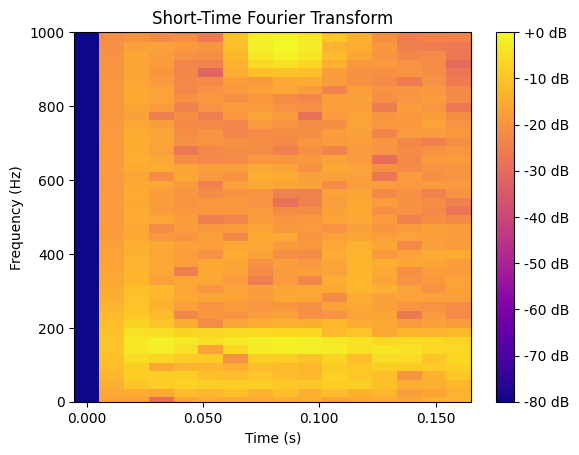 Short-Time Fourier Transform
1000
800
600
400
200
0
Frequency (Hz)
0.000
0.050
0.100
0.150
Time (s)
+0 dB
-10 dB
-20 dB
-30 dB
-40 dB
-50 dB
-60 dB
-70 dB
-80 dB